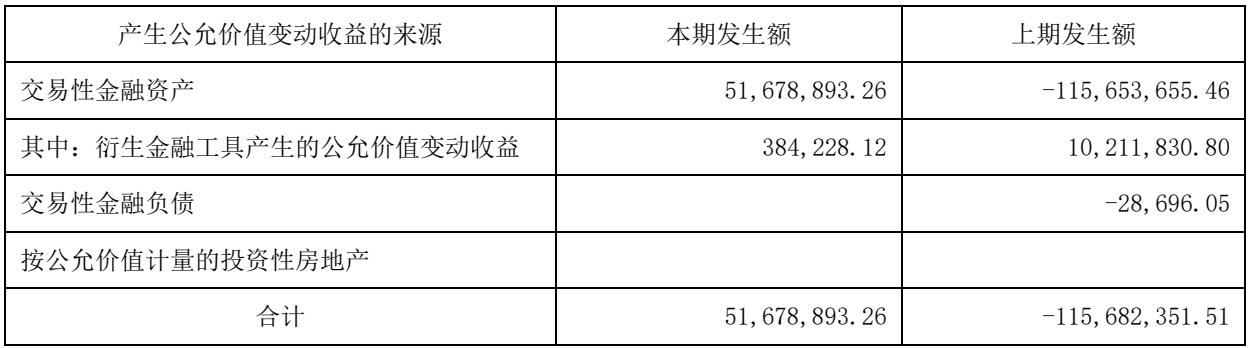 产生公允价值变动收益的来源 本期发生额 上期发生额
交易性金融资产 51,678,893.26 -115,653,655.46
其中：衍生金融工具产生的公允价值变动收益 384,228.12 10,211,830.80
交易性金融负债 -28,696.05
按公允价值计量的投资性房地产
合计 51,678,893.26 -115,682,351.51